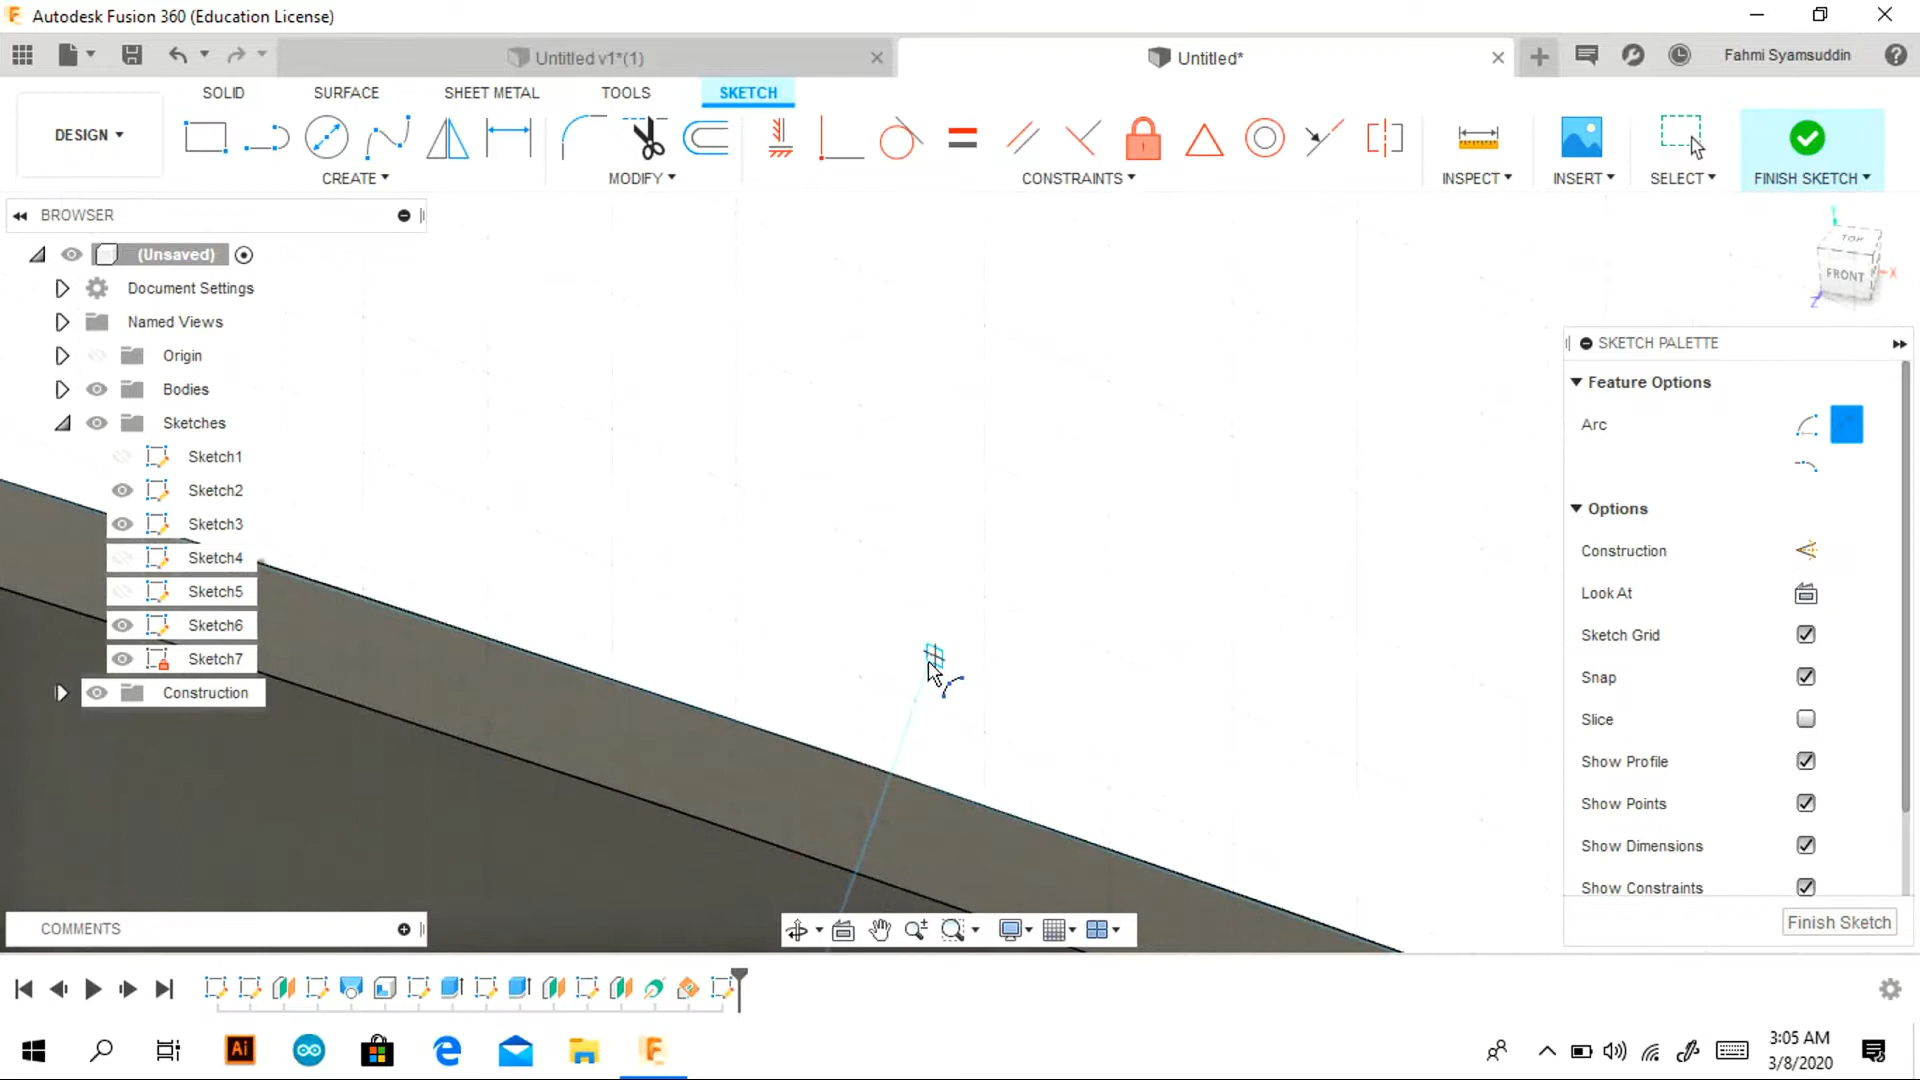 Autodesk Fusion 360 (Education License)
Untitled v1*(1)
Untitled*
Fahmi Syamsuddin
SOLID
SURFACE
SHEET METAL
TOOLS
SKETCH
DESIGN
CREATE
MODIFY
CONSTRAINTS
INSPECT
INSERT
SELECT
FINISH SKETCH
BROWSER
(Unsaved)
Document Settings
Named Views
Origin
Bodies
Sketches
Sketch1
Sketch2
Sketch3
Sketch4
Sketch5
Sketch6
Sketch7
Construction
TOP
FRONT
Y
X
Z
SKETCH PALETTE
Feature Options
Arc
Options
Construction
Look At
Sketch Grid
Snap
Slice
Show Profile
Show Points
Show Dimensions
Show Constraints
Finish Sketch
COMMENTS
Ai
3:05 AM
3/8/2020